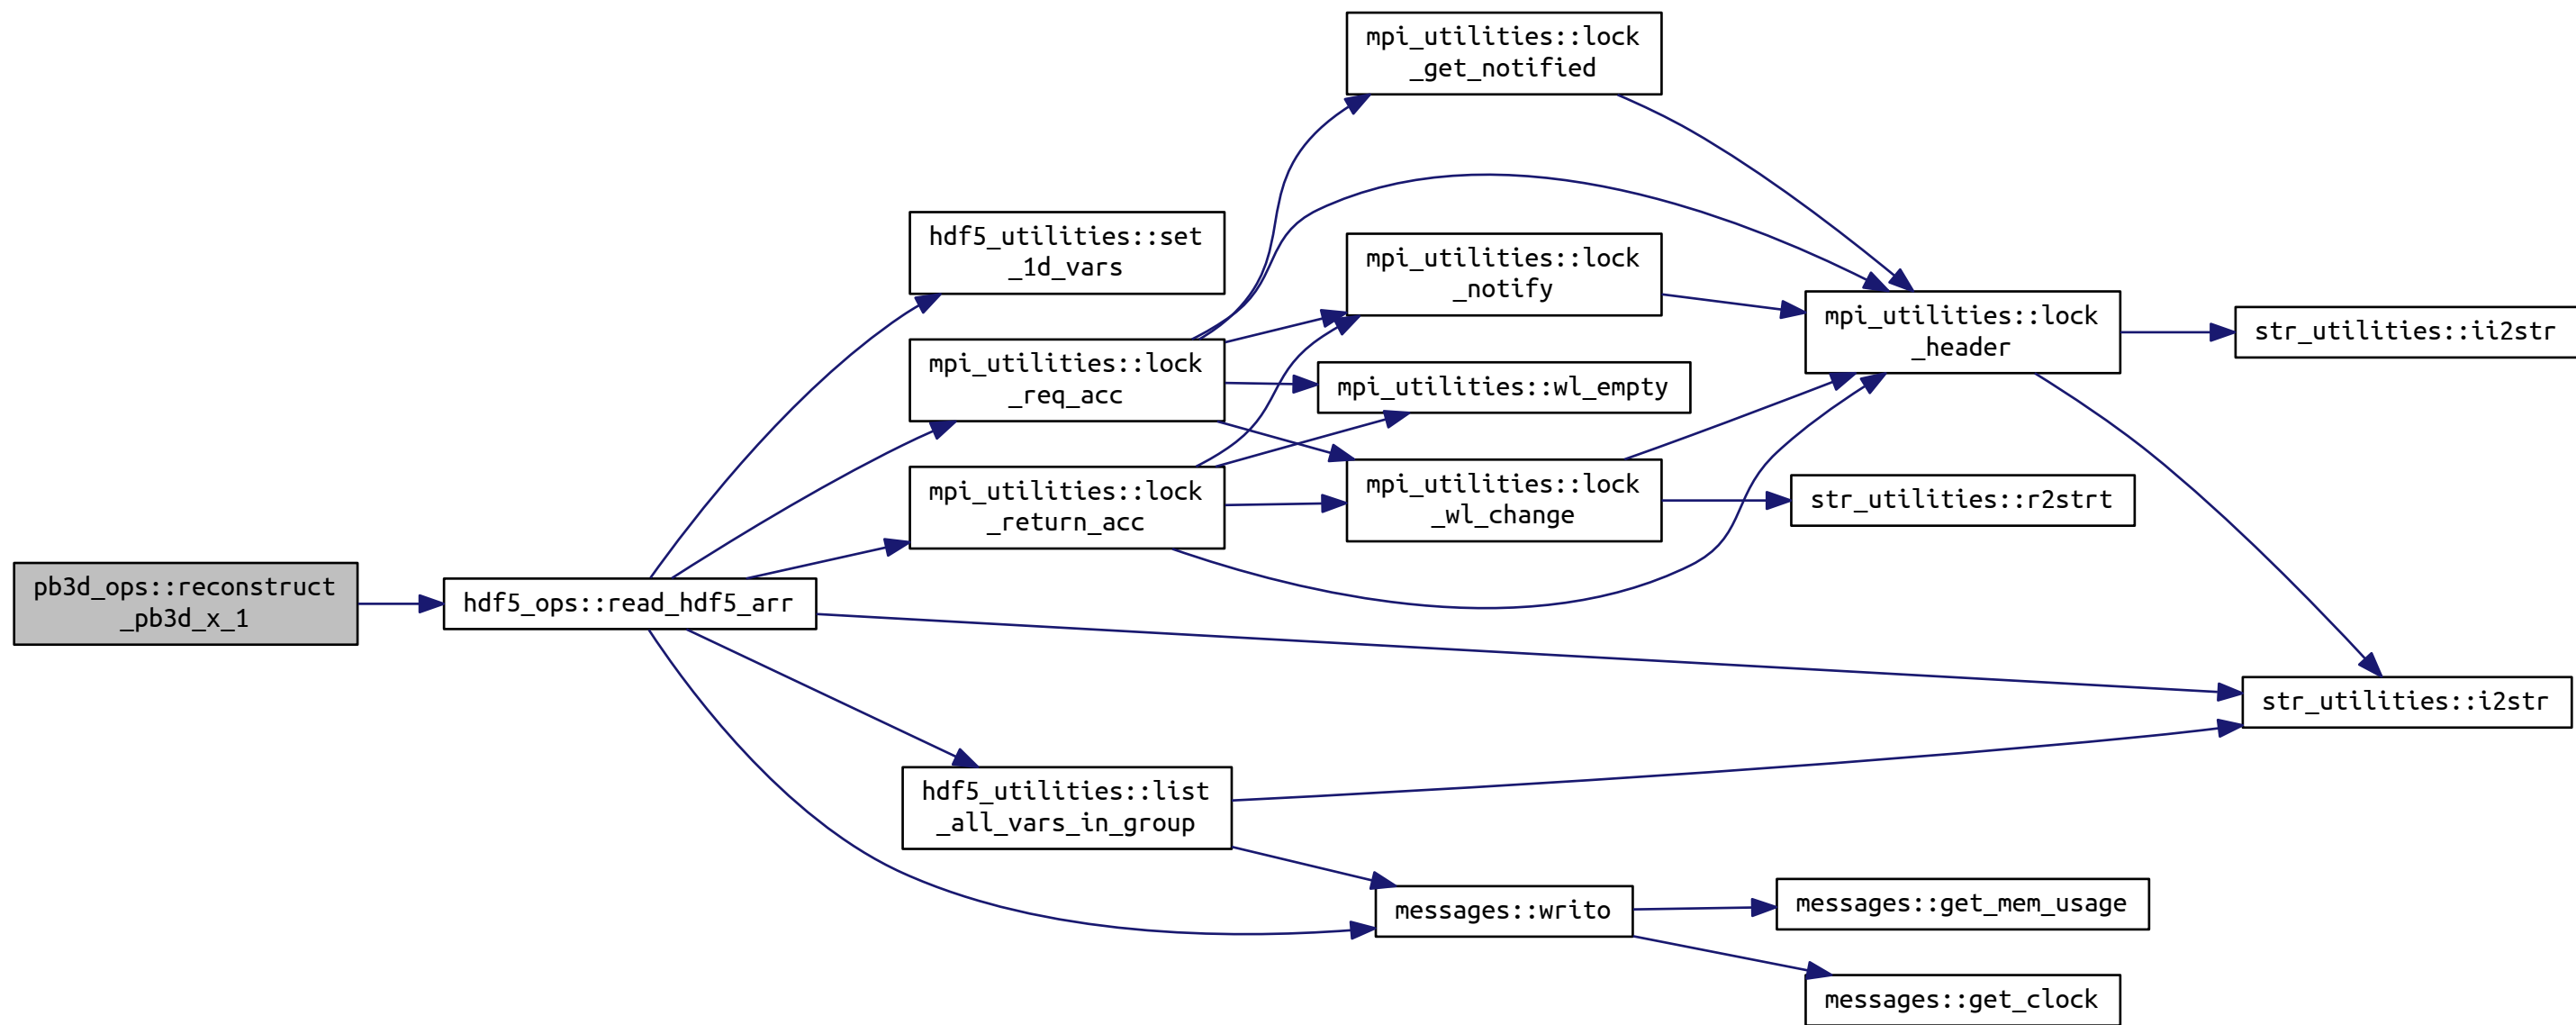 mpi_utilities::lock
_get_notified
hdf5_utilities::set
_1d_vars
mpi_utilities::lock
_notify
mpi_utilities::lock
_header
str_utilities::ii2str
mpi_utilities::lock
_req_acc
mpi_utilities::wl_empty
mpi_utilities::lock
_return_acc
mpi_utilities::lock
_wl_change
str_utilities::r2strt
pb3d_ops::reconstruct
_pb3d_x_1
hdf5_ops::read_hdf5_arr
str_utilities::i2str
hdf5_utilities::list
_all_vars_in_group
messages::writo
messages::get_mem_usage
messages::get_clock